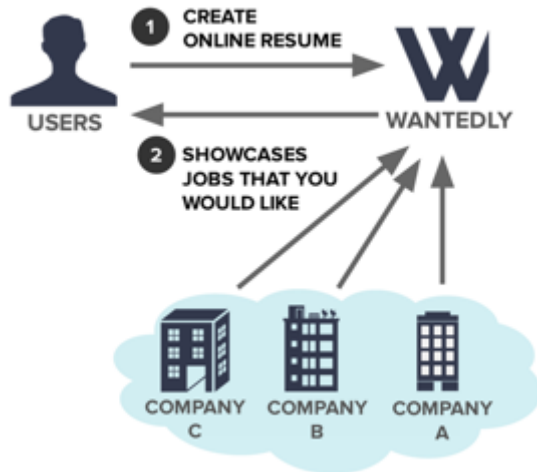 1 CREATE
ONLINE RESUME
W
USERS
WANTEDLY
2 SHOWCASES
JOBS THAT YOU
WOULD LIKE
COMPANY
C
COMPANY
B
COMPANY
A